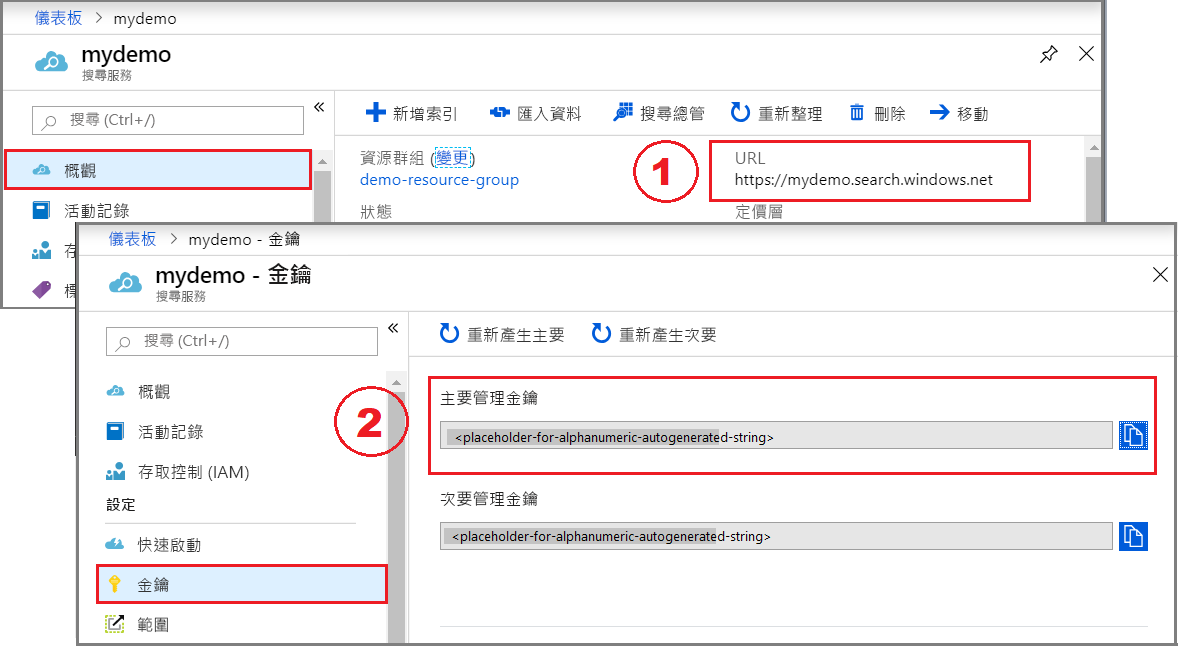 儀表板 > mydemo
mydemo
搜尋服務
搜尋 (Ctrl+/)
«
概觀
活動記錄
存
標
新增索引 匯入資料 搜尋總管 重新整理 刪除 移動
資源群組 (變更)
demo-resource-group
狀態
1
URL
https://mydemo.search.windows.net
定價層
儀表板 > mydemo - 金鑰
mydemo - 金鑰
搜尋服務
搜尋 (Ctrl+/)
«
概觀
活動記錄
存取控制 (IAM)
設定
快速啟動
金鑰
範圍
2
重新產生主要 重新產生次要
主要管理金鑰
<placeholder-for-alphanumeric-autogenerated-string>
次要管理金鑰
<placeholder-for-alphanumeric-autogenerated-string>